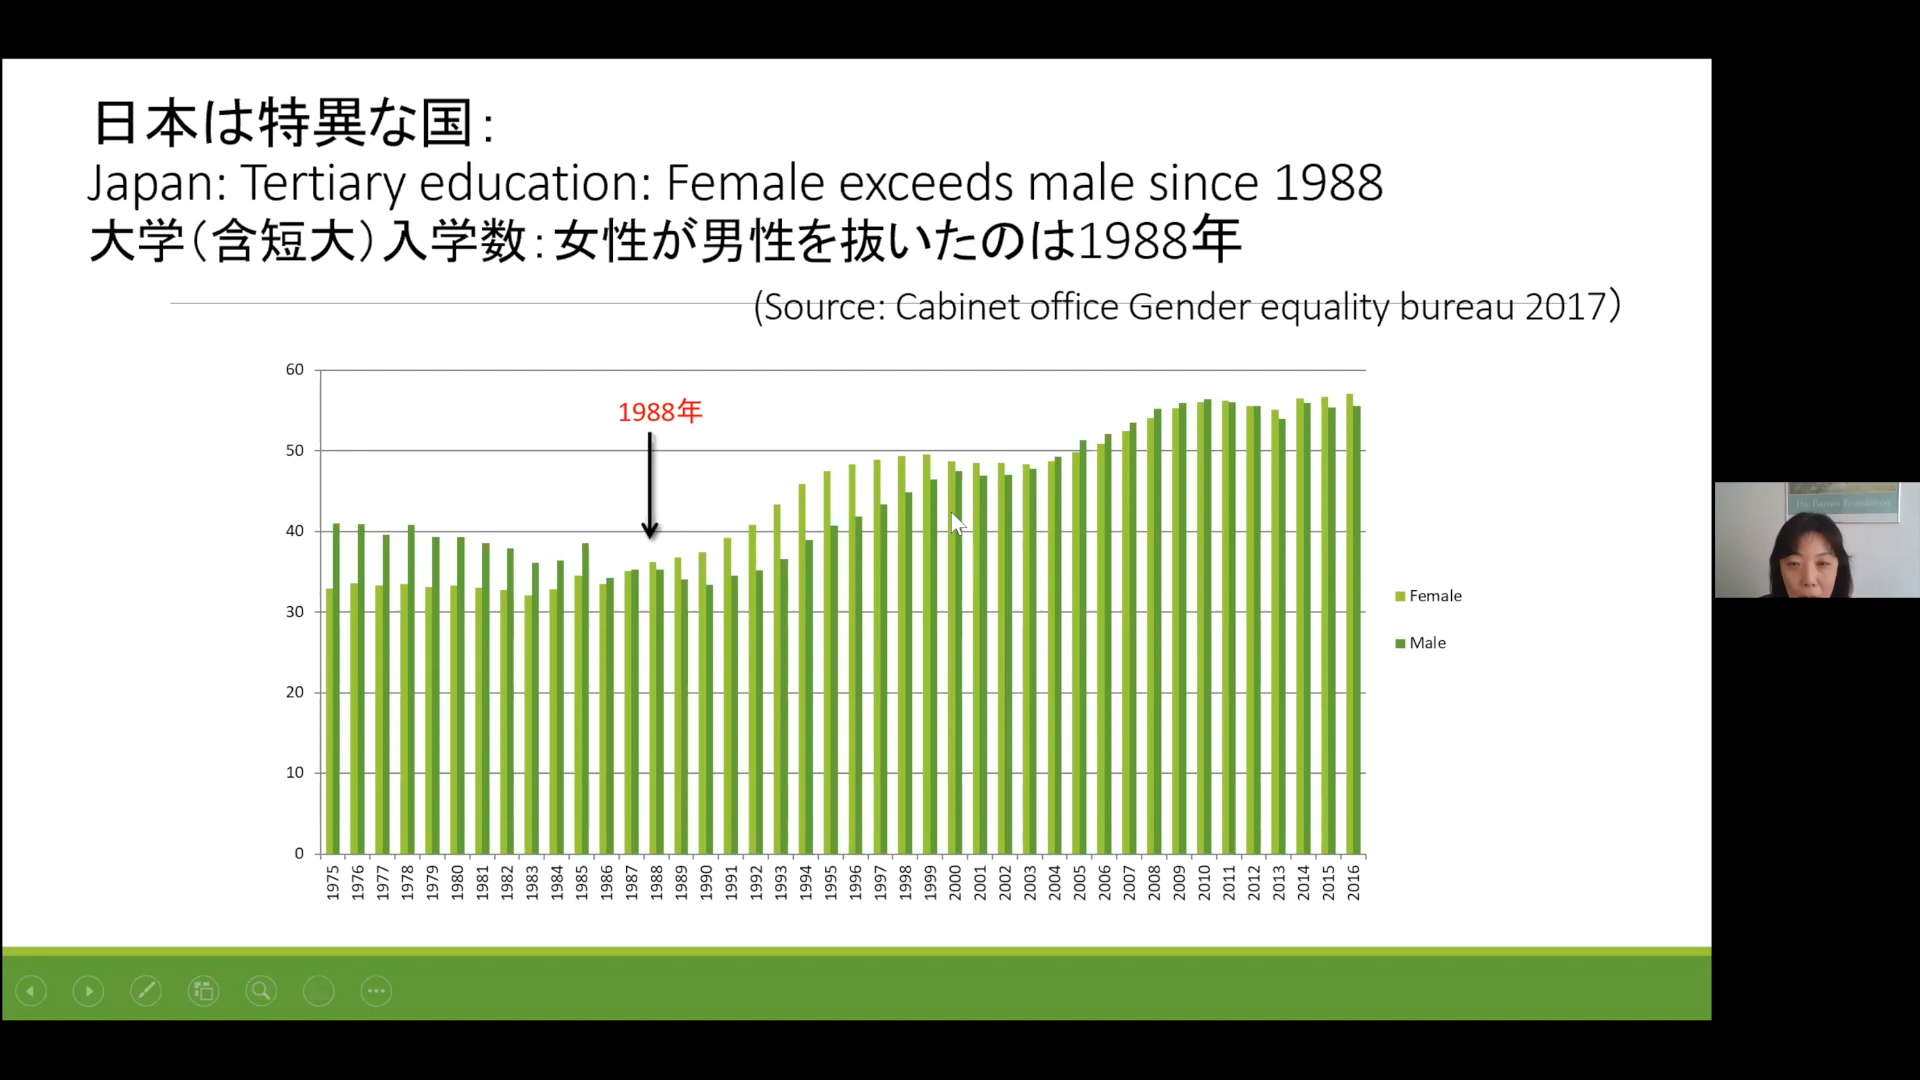 日本は特異な国：
Japan: Tertiary education: Female exceeds male since 1988
大学（含短大）入学数：女性が男性を抜いたのは1988年
(Source: Cabinet office Gender equality bureau 2017）
60
1988年
50
40
30
20
10
0
1975 1976 1977 1978 1979 1980 1981 1982 1983 1984 1985 1986 1987 1988 1989 1990 1991 1992 1993 1994 1995 1996 1997 1998 1999 2000 2001 2002 2003 2004 2005 2006 2007 2008 2009 2010 2011 2012 2013 2014 2015 2016
Female
Male
The Barnes Foundation